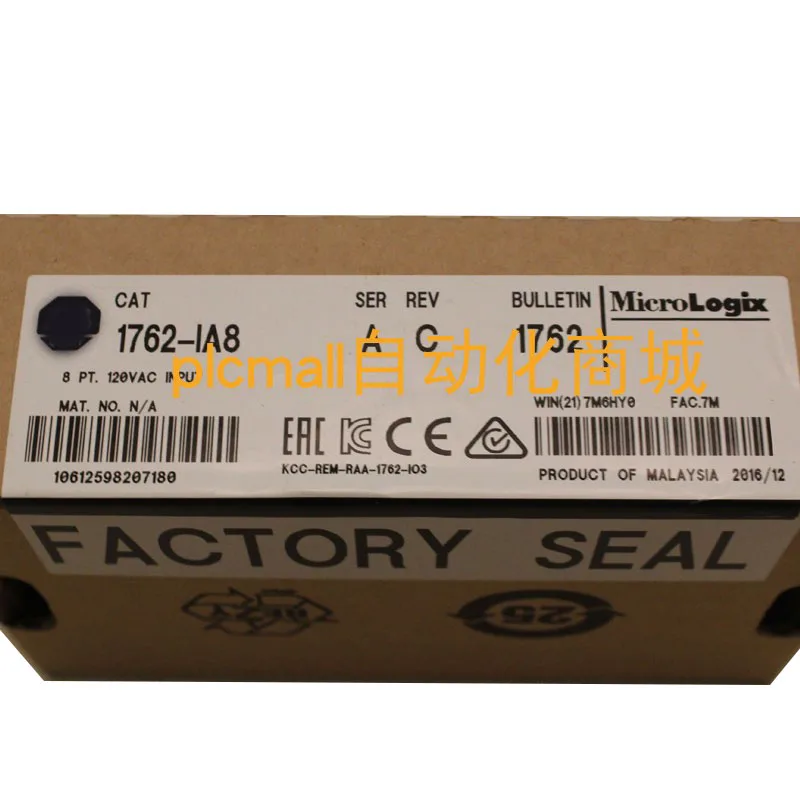 CAT SER REV BULLETIN MicroLogix
1762-IA8 A C 1762
plcmall自动化商城
8 PT. 120VAC INPUT
MAT. NO. N/A WIN(21)7M6HY0 FAC.7M
EAC CE
10612598207180 KCC-REM-RAA-1762-IO3 PRODUCT OF MALAYSIA 2016/12
FACTORY SEAL
25